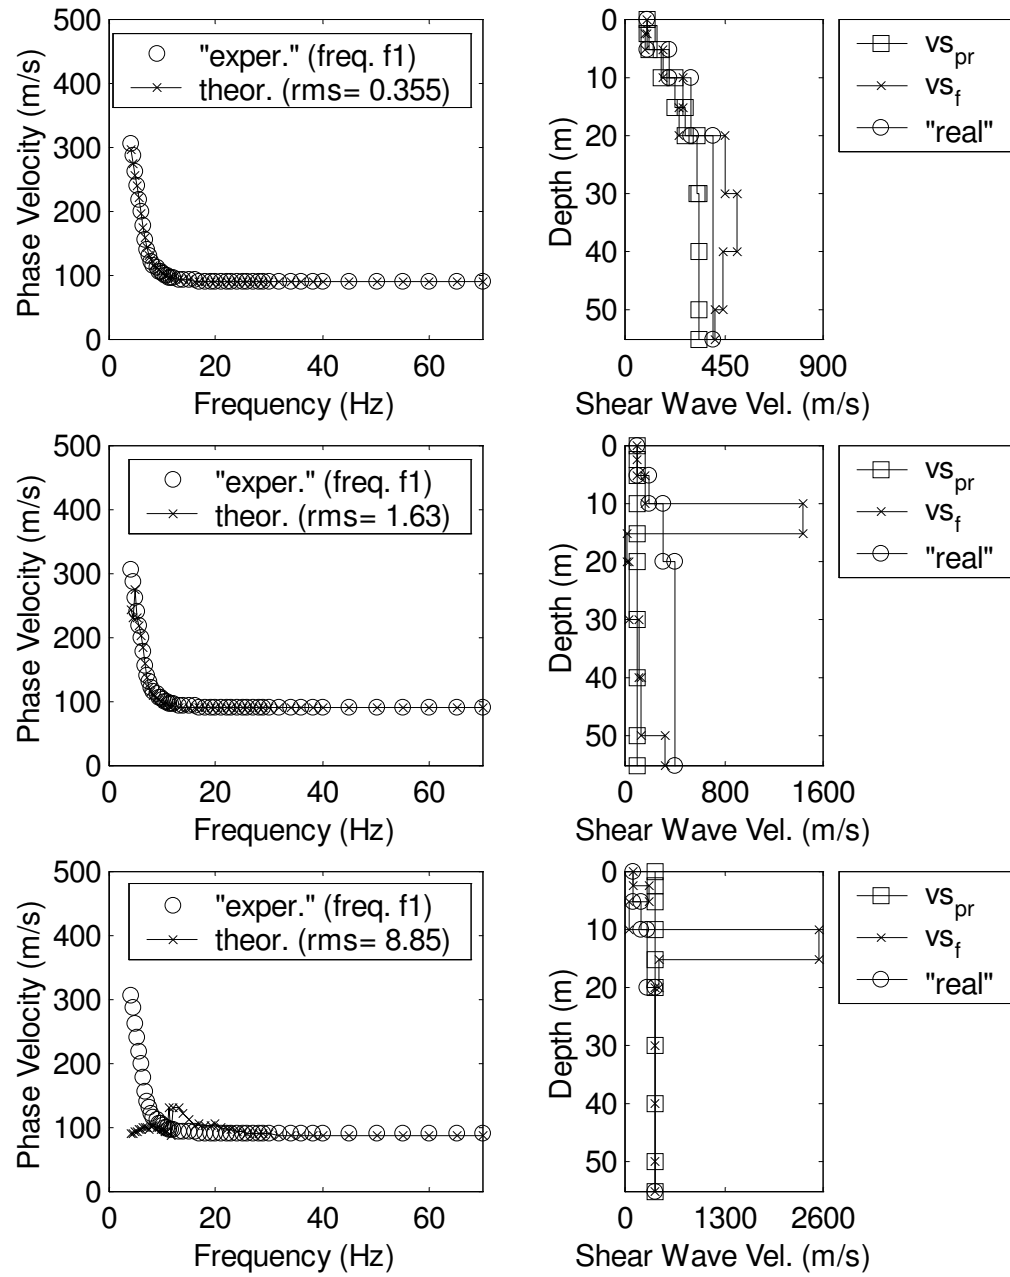 500
400
300
200
100
0
Phase Velocity (m/s)
"exper." (freq. f1)
theor. (rms= 0.355)
0 20 40 60
Frequency (Hz)
0
10
20
30
40
50
Depth (m)
0 450 900
Shear Wave Vel. (m/s)
vs_pr
vs_f
"real"
500
400
300
200
100
0
Phase Velocity (m/s)
"exper." (freq. f1)
theor. (rms= 1.63)
0 20 40 60
Frequency (Hz)
0
10
20
30
40
50
Depth (m)
0 800 1600
Shear Wave Vel. (m/s)
vs_pr
vs_f
"real"
500
400
300
200
100
0
Phase Velocity (m/s)
"exper." (freq. f1)
theor. (rms= 8.85)
0 20 40 60
Frequency (Hz)
0
10
20
30
40
50
Depth (m)
0 1300 2600
Shear Wave Vel. (m/s)
vs_pr
vs_f
"real"